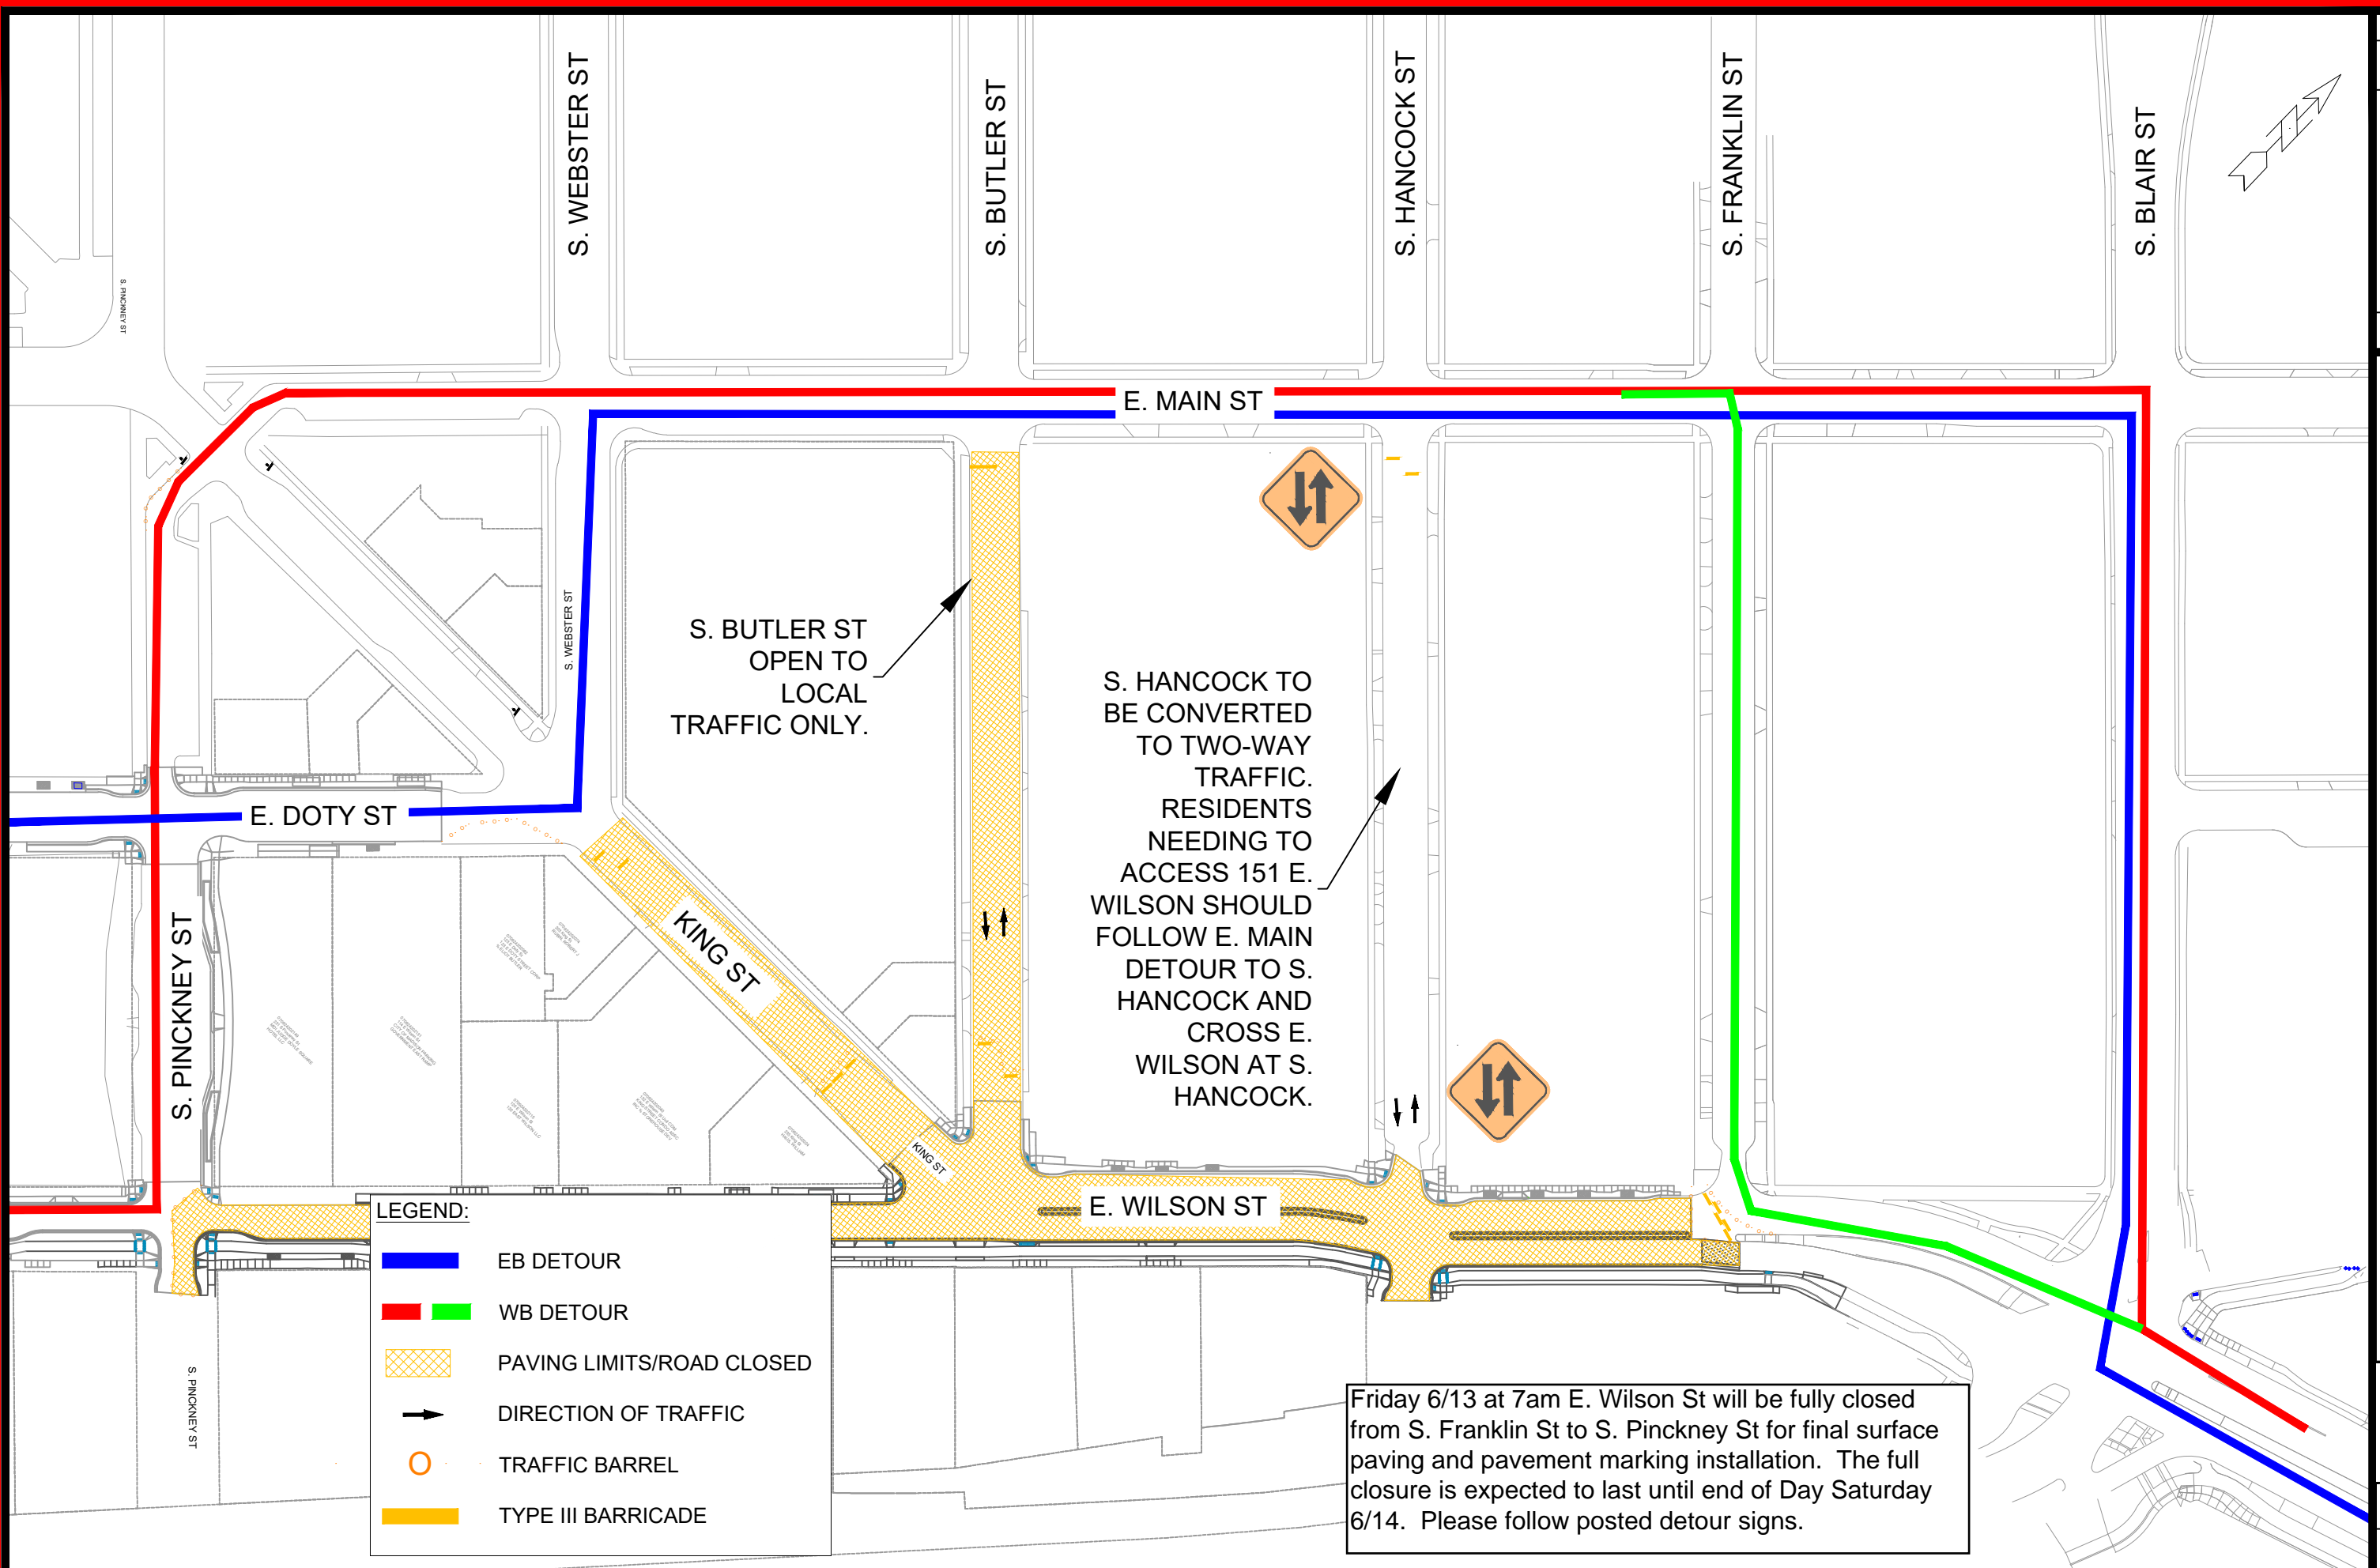 S. WEBSTER ST
S. BUTLER ST
S. HANCOCK ST
S. FRANKLIN ST
S. BLAIR ST
S. PINCKNEY ST
E. MAIN ST
S. WEBSTER ST
S. BUTLER ST
OPEN TO
LOCAL
TRAFFIC ONLY.
S. HANCOCK TO
BE CONVERTED
TO TWO-WAY
TRAFFIC.
RESIDENTS
NEEDING TO
ACCESS 151 E.
WILSON SHOULD
FOLLOW E. MAIN
DETOUR TO S.
HANCOCK AND
CROSS E.
WILSON AT S.
HANCOCK.
E. DOTY ST
KING ST
S. PINCKNEY ST
KING ST
E. WILSON ST
S. PINCKNEY ST
LEGEND:
EB DETOUR
WB DETOUR
PAVING LIMITS/ROAD CLOSED
DIRECTION OF TRAFFIC
TRAFFIC BARREL
TYPE III BARRICADE
Friday 6/13 at 7am E. Wilson St will be fully closed
from S. Franklin St to S. Pinckney St for final surface
paving and pavement marking installation. The full
closure is expected to last until end of Day Saturday
6/14. Please follow posted detour signs.